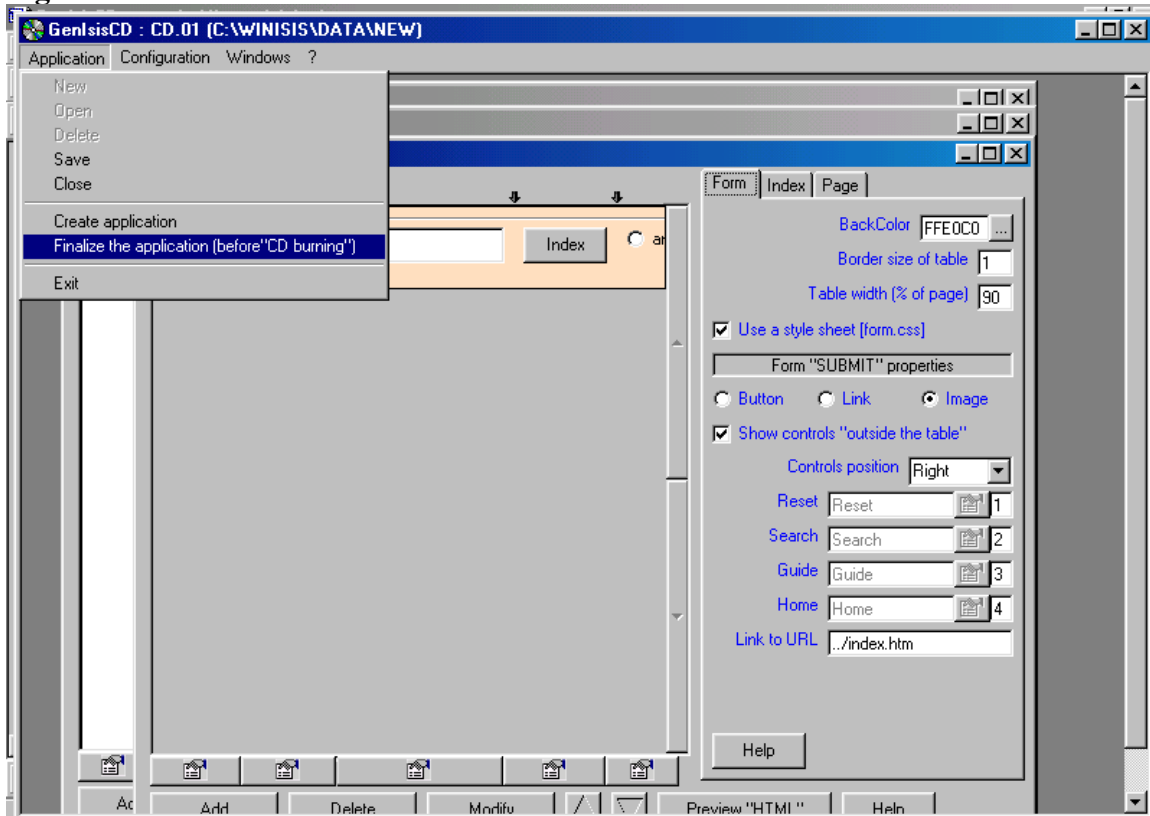 GenIsisCD : CD.01 (C:\WINISIS\DATA\NEW)
Application Configuration Windows ?
New
Open
Delete
Save
Close
Create application
Finalize the application (before"CD burning")
Exit
Index
Form Index Page
BackColor FFE0C0 ...
Border size of table 1
Table width (% of page) 90
Use a style sheet [form.css]
Form "SUBMIT" properties
Button Link Image
Show controls "outside the table"
Controls position Right
Reset Reset 1
Search Search 2
Guide Guide 3
Home Home 4
Link to URL ../index.htm
Help
Add Delete Modify Preview "HTML" Help